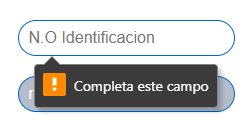 N.O Identificacion
! Completa este campo